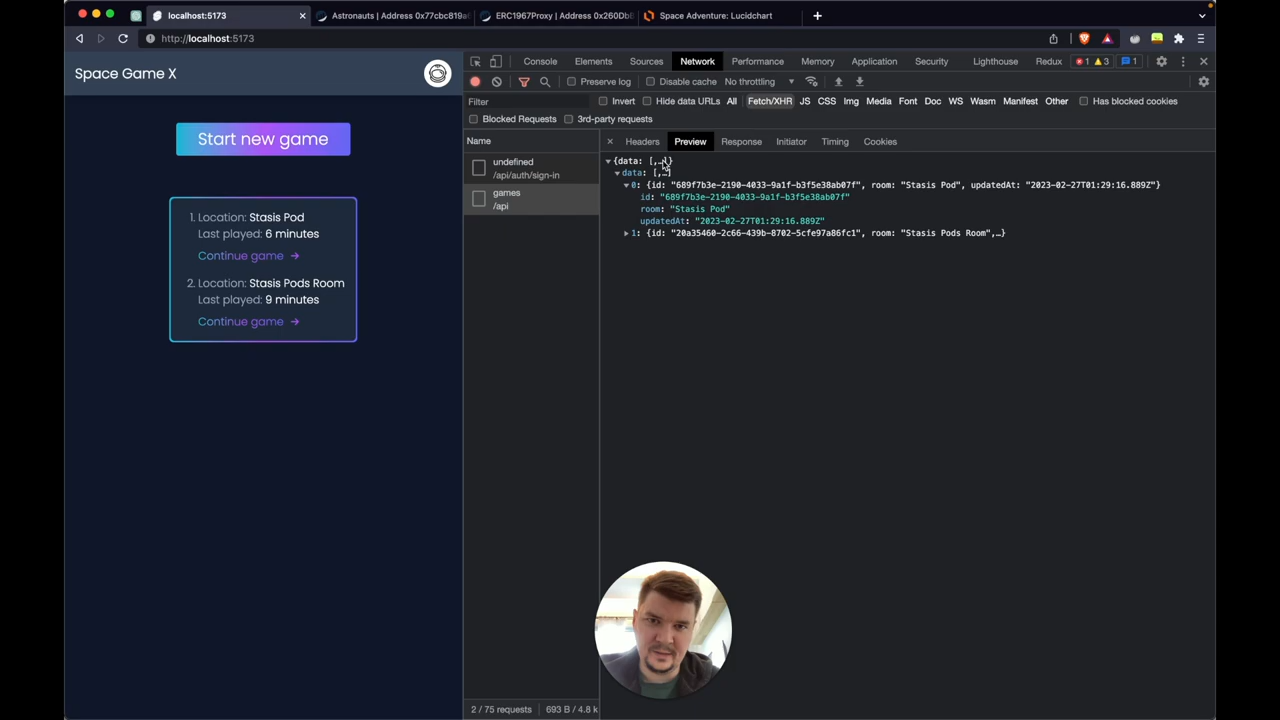 localhost:5173
Astronauts | Address 0x77cbc819a
ERC1967Proxy | Address 0x260DbE
Space Adventure: Lucidchart
http://localhost:5173
Space Game X
Start new game
1. Location: Stasis Pod
Last played: 6 minutes
Continue game →
2. Location: Stasis Pods Room
Last played: 9 minutes
Continue game →
Console Elements Sources Network Performance Memory Application Security Lighthouse Redux 1 3 1
Preserve log Disable cache No throttling
Filter Invert Hide data URLs All Fetch/XHR JS CSS Img Media Font Doc WS Wasm Manifest Other Has blocked cookies
Blocked Requests 3rd-party requests
Name
undefined
/api/auth/sign-in
games
/api
Headers Preview Response Initiator Timing Cookies
{data: [,…]}
data: [,…]
0: {id: "689f7b3e-2190-4033-9a1f-b3f5e38ab07f", room: "Stasis Pod", updatedAt: "2023-02-27T01:29:16.889Z"}
id: "689f7b3e-2190-4033-9a1f-b3f5e38ab07f"
room: "Stasis Pod"
updatedAt: "2023-02-27T01:29:16.889Z"
1: {id: "20a35460-2c66-439b-8702-5cfe97a86fc1", room: "Stasis Pods Room",…}
2 / 75 requests 693 B / 4.8 k